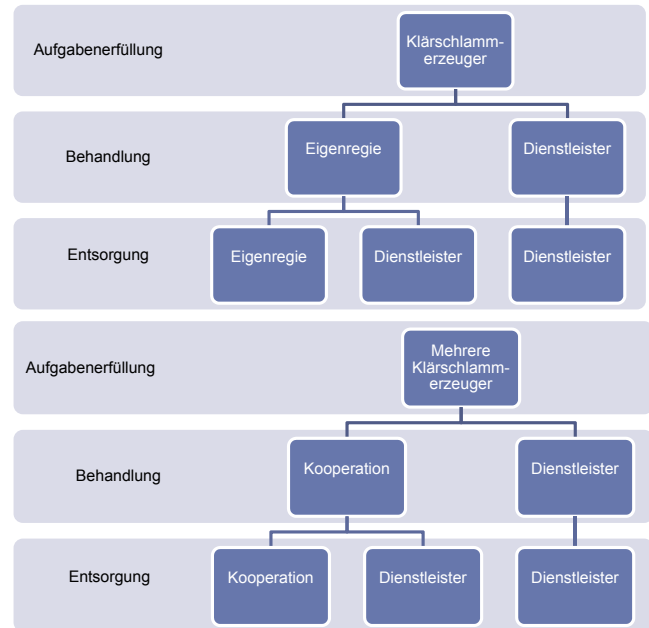 Aufgabenerfüllung
Klärschlamm-
erzeuger
Behandlung
Eigenregie
Dienstleister
Entsorgung
Eigenregie
Dienstleister
Dienstleister
Aufgabenerfüllung
Mehrere
Klärschlamm-
erzeuger
Behandlung
Kooperation
Dienstleister
Entsorgung
Kooperation
Dienstleister
Dienstleister